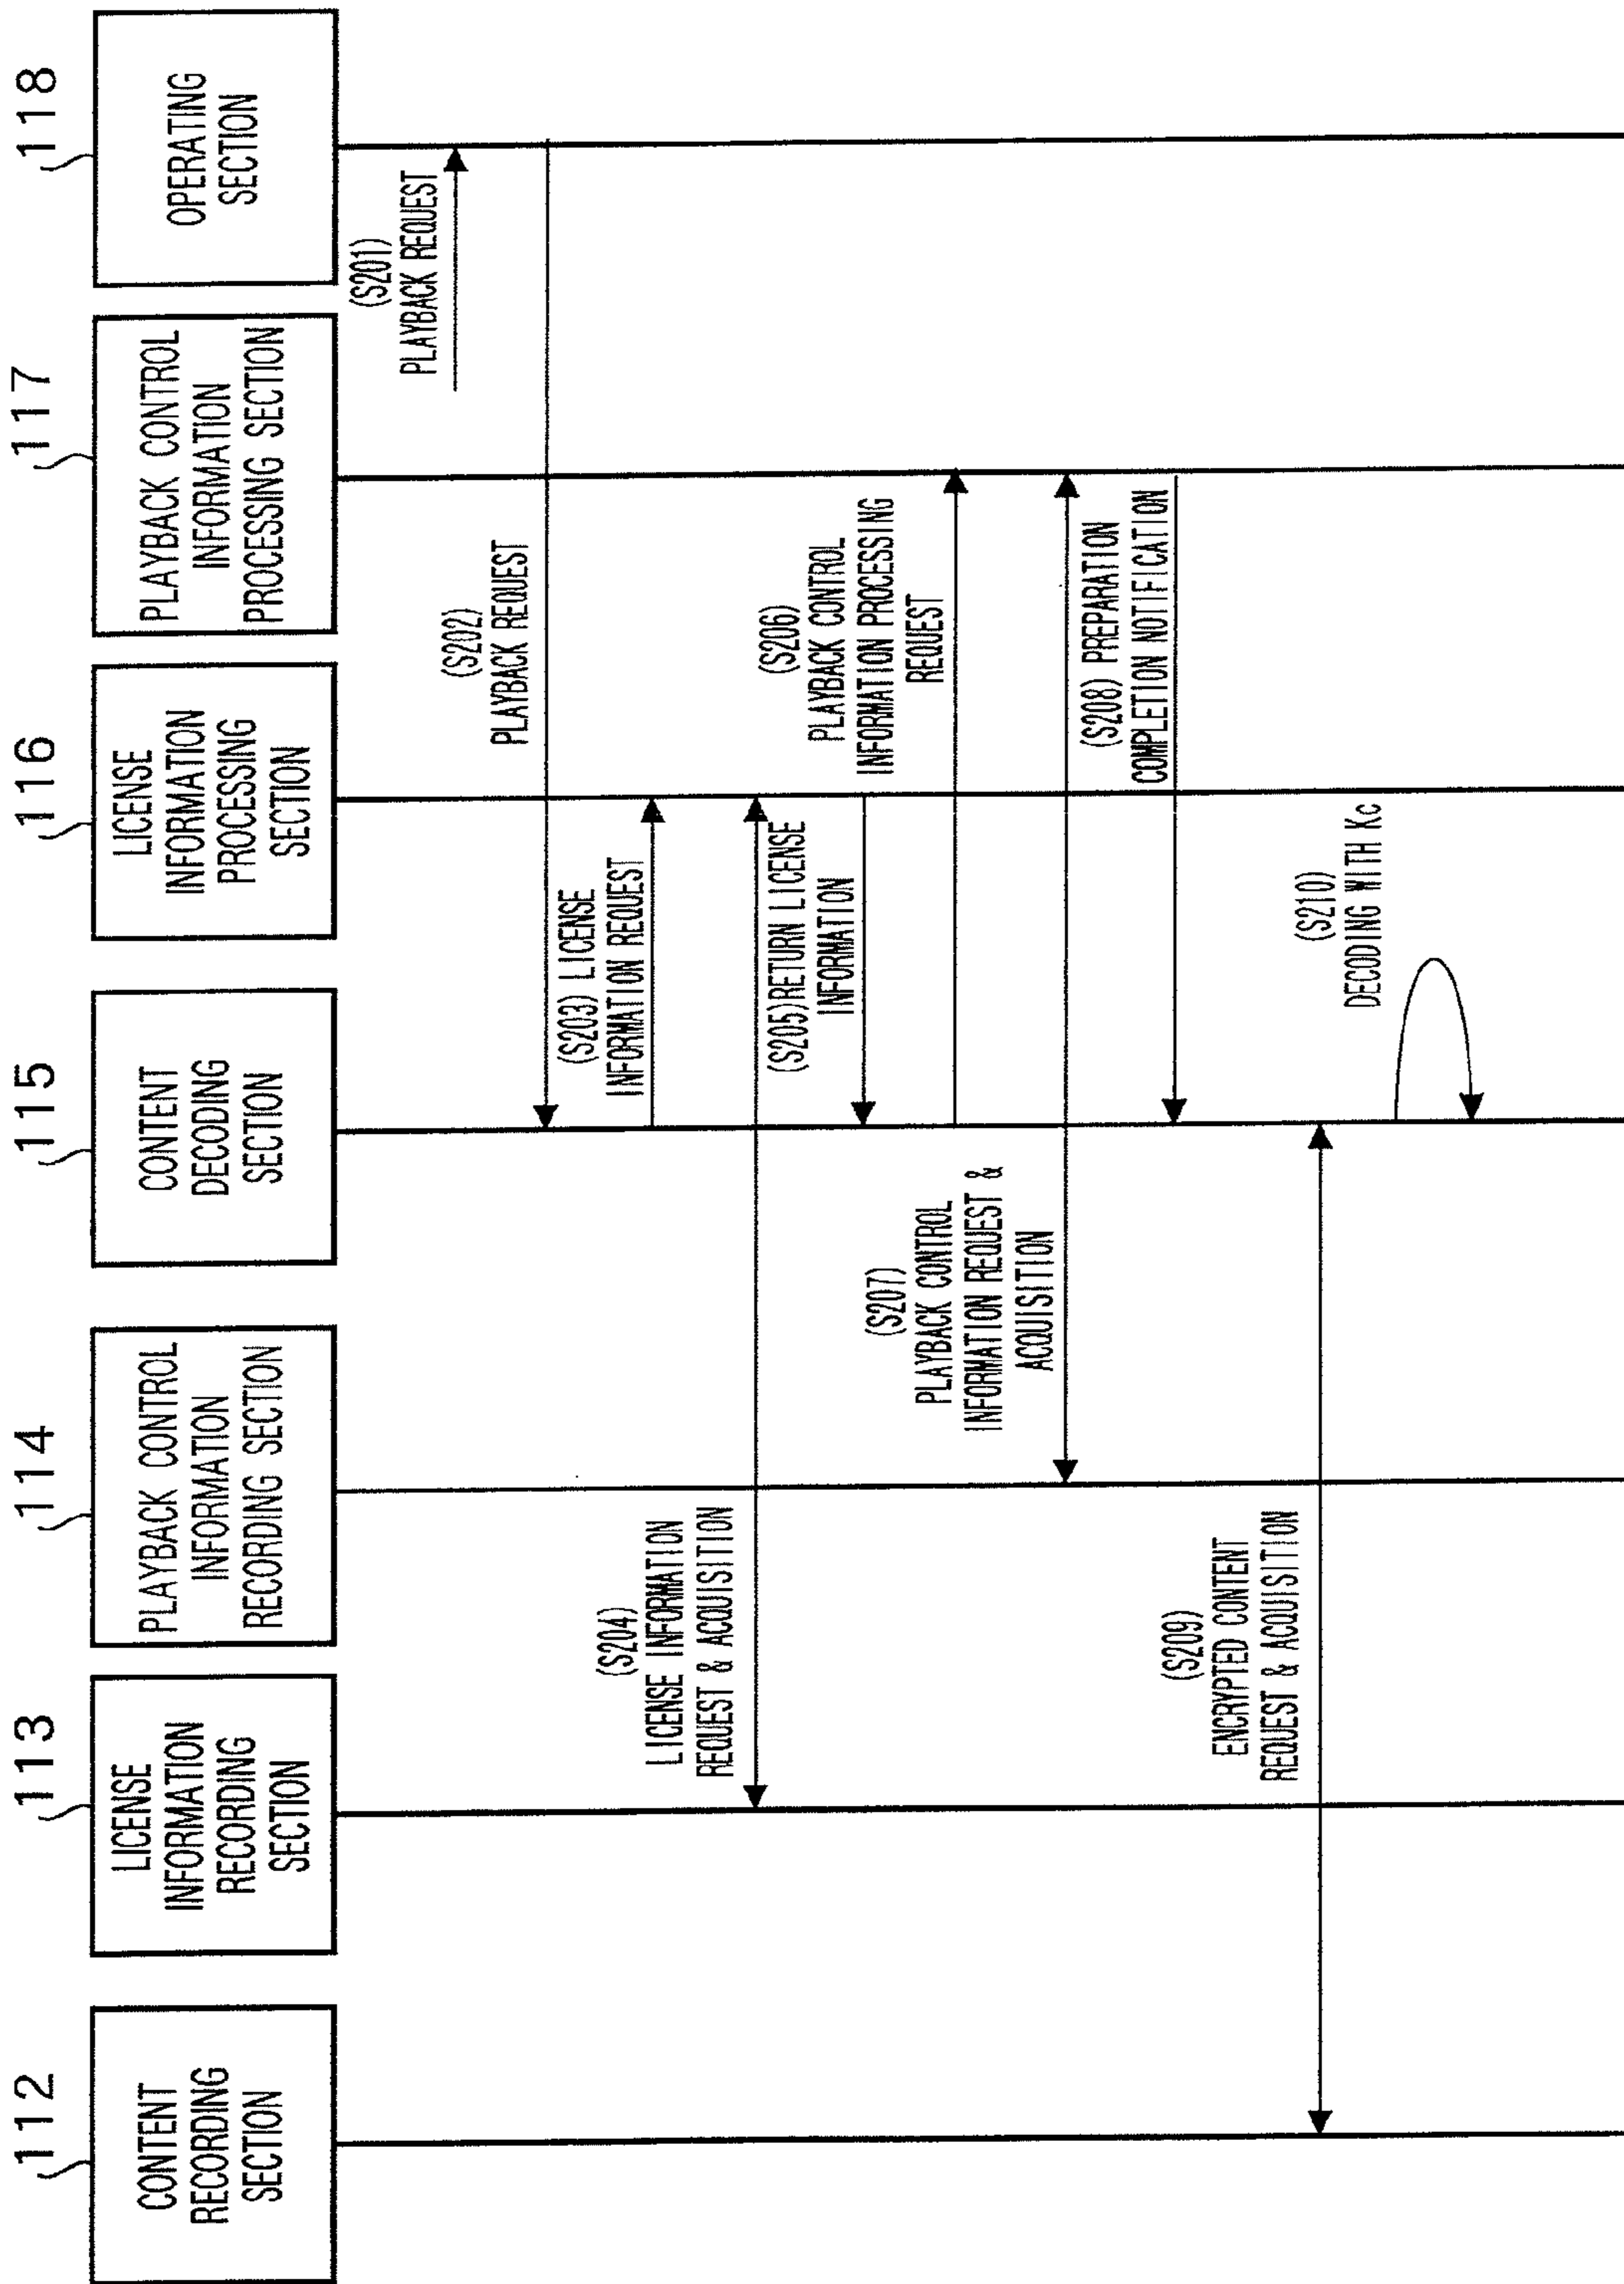 112
CONTENT
RECORDING
SECTION
113
LICENSE
INFORMATION
RECORDING
SECTION
114
PLAYBACK CONTROL
INFORMATION
RECORDING SECTION
115
CONTENT
DECODING
SECTION
116
LICENSE
INFORMATION
PROCESSING
SECTION
117
PLAYBACK CONTROL
INFORMATION
PROCESSING SECTION
118
OPERATING
SECTION
(S201)
PLAYBACK REQUEST
(S202)
PLAYBACK REQUEST
(S203) LICENSE
INFORMATION REQUEST
(S204)
LICENSE INFORMATION
REQUEST & ACQUISITION
(S205)RETURN LICENSE
INFORMATION
(S206)
PLAYBACK CONTROL
INFORMATION PROCESSING
REQUEST
(S207)
PLAYBACK CONTROL
INFORMATION REQUEST &
ACQUISITION
(S208) PREPARATION
COMPLETION NOTIFICATION
(S209)
ENCRYPTED CONTENT
REQUEST & ACQUISITION
(S210)
DECODING WITH Kc